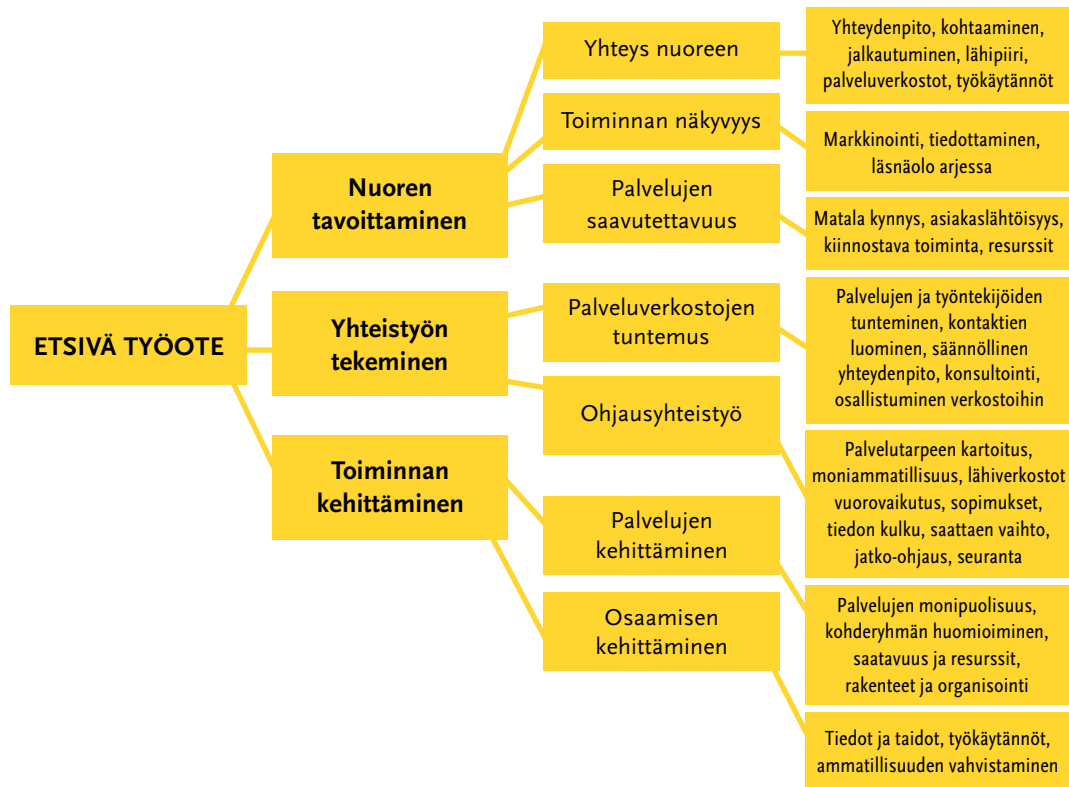 ETSIVÄ TYÖOTE
Nuoren
tavoittaminen
Yhteys nuoreen
Yhteydenpito, kohtaaminen,
jalkautuminen, lähipiiri,
palveluverkostot, työkäytännöt
Toiminnan näkyvyys
Markkinointi, tiedottaminen,
läsnäolo arjessa
Palvelujen
saavutettavuus
Matala kynnys, asiakaslähtöisyys,
kiinnostava toiminta, resurssit
Yhteistyön
tekeminen
Palveluverkostojen
tuntemus
Palvelujen ja työntekijöiden
tunteminen, kontaktien
luominen, säännöllinen
yhteydenpito, konsultointi,
osallistuminen verkostoihin
Ohjausyhteistyö
Palvelutarpeen kartoitus,
moniammatillisuus, lähiverkostot
vuorovaikutus, sopimukset,
tiedon kulku, saattaen vaihto,
jatko-ohjaus, seuranta
Toiminnan
kehittäminen
Palvelujen
kehittäminen
Palvelujen monipuolisuus,
kohderyhmän huomioiminen,
saatavuus ja resurssit,
rakenteet ja organisointi
Osaamisen
kehittäminen
Tiedot ja taidot, työkäytännöt,
ammatillisuuden vahvistaminen